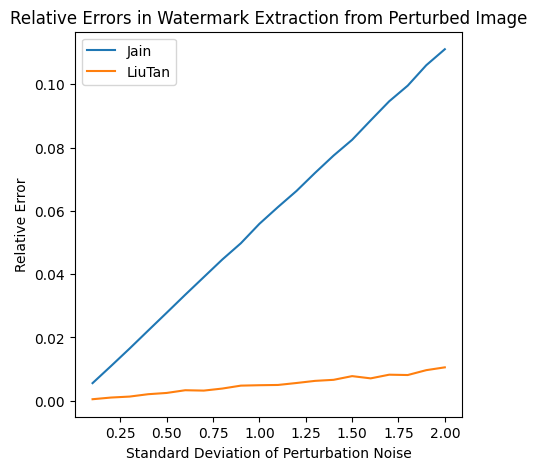 Relative Errors in Watermark Extraction from Perturbed Image
Jain
LiuTan
Relative Error
0.10
0.08
0.06
0.04
0.02
0.00
0.25 0.50 0.75 1.00 1.25 1.50 1.75 2.00
Standard Deviation of Perturbation Noise